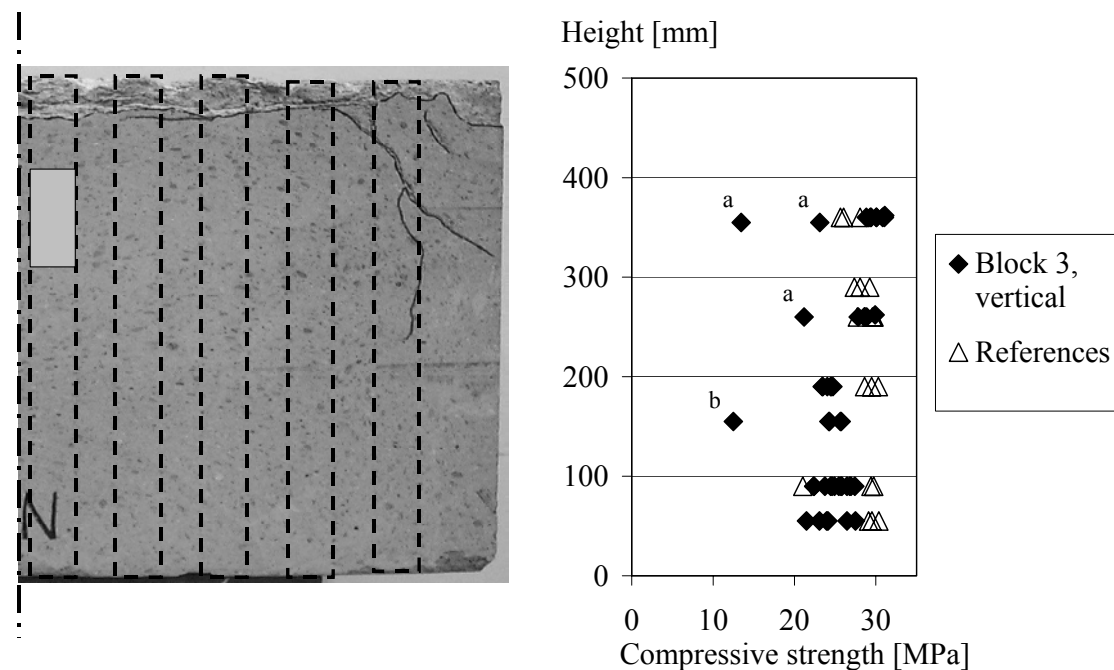 Height [mm]
500
400
300
200
100
0
a
a
a
b
0 10 20 30
Compressive strength [MPa]
Block 3,
vertical
References
N